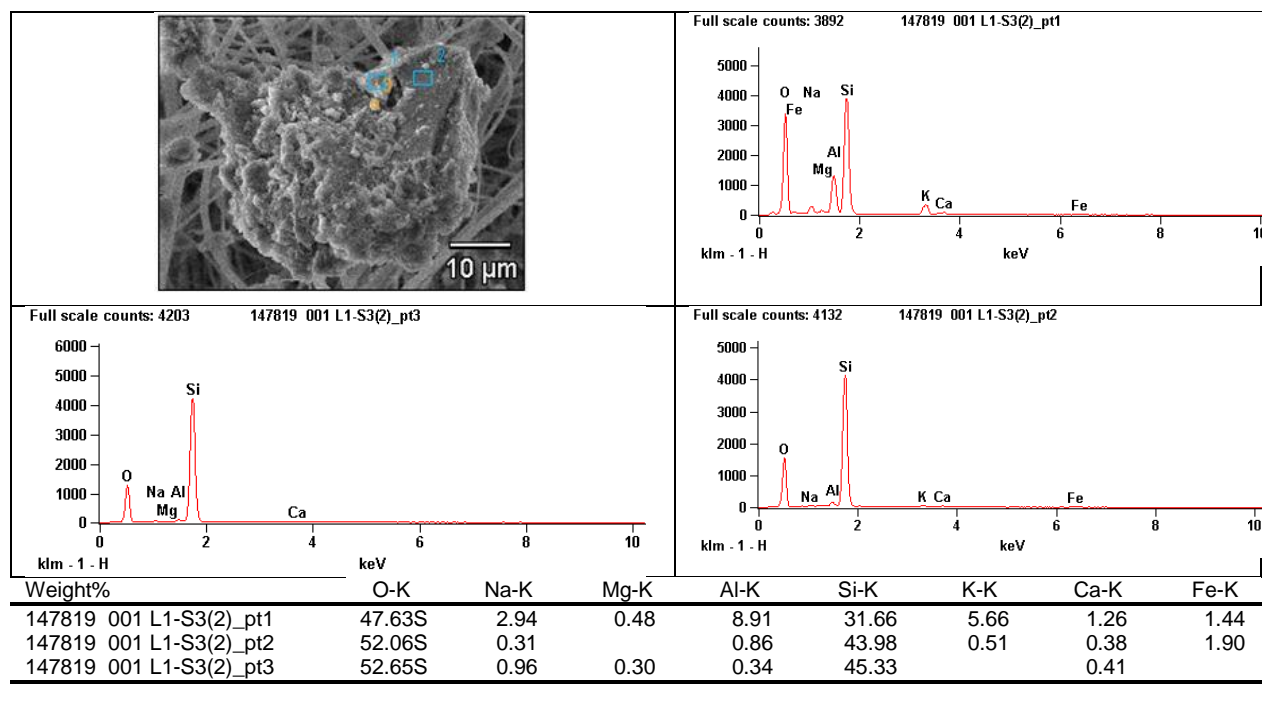 1 2
10 µm
Full scale counts: 3892 147819 001 L1-S3(2)_pt1
5000
4000
3000
2000
1000
0
O Na Si
Fe
Al
Mg
K
Ca
Fe
0 2 4 6 8 10
klm - 1 - H keV
Full scale counts: 4203 147819 001 L1-S3(2)_pt3
6000
5000
4000
3000
2000
1000
0
Si
O
Na Al
Mg
Ca
0 2 4 6 8 10
klm - 1 - H keV
Full scale counts: 4132 147819 001 L1-S3(2)_pt2
5000
4000
3000
2000
1000
0
Si
O
Na Al K Ca Fe
0 2 4 6 8 10
klm - 1 - H keV
Weight% O-K Na-K Mg-K Al-K Si-K K-K Ca-K Fe-K
147819 001 L1-S3(2)_pt1 47.63S 2.94 0.48 8.91 31.66 5.66 1.26 1.44
147819 001 L1-S3(2)_pt2 52.06S 0.31 0.86 43.98 0.51 0.38 1.90
147819 001 L1-S3(2)_pt3 52.65S 0.96 0.30 0.34 45.33 0.41